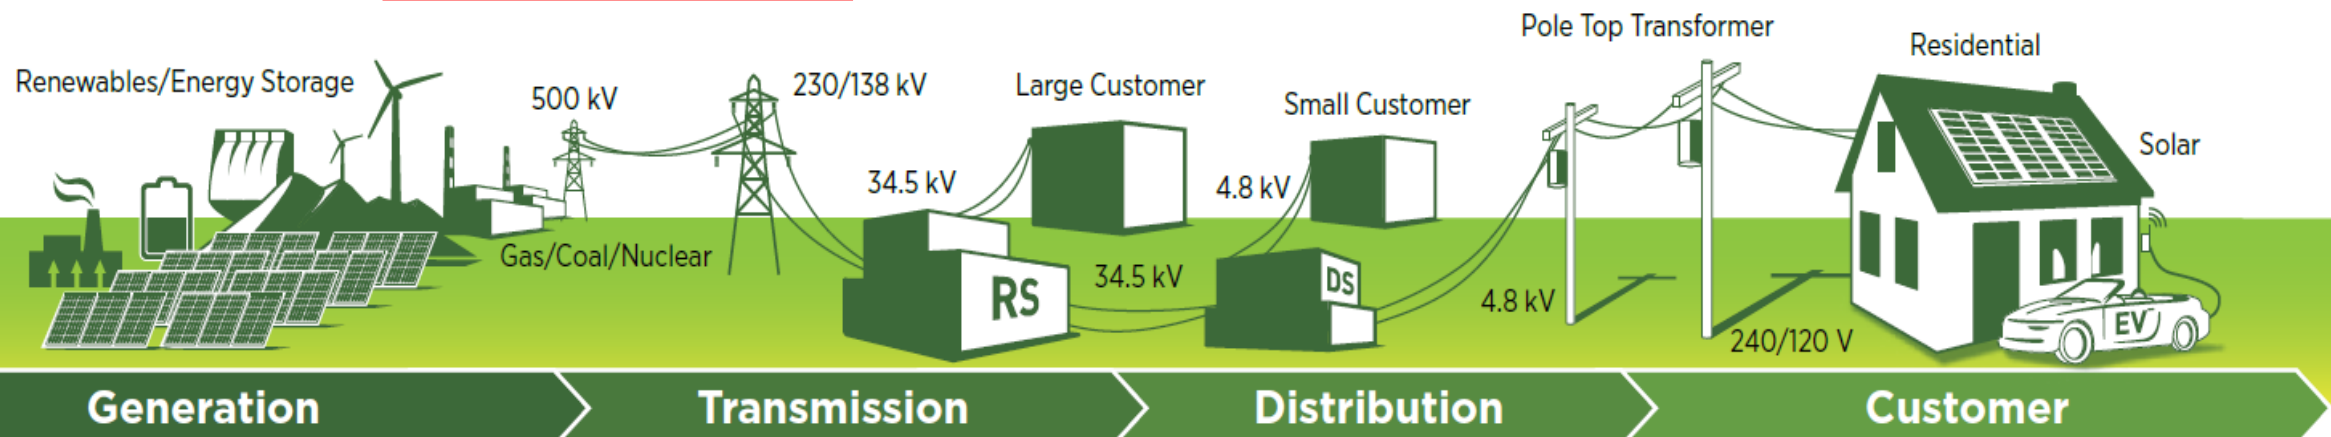 Renewables/Energy Storage
500 kV
Gas/Coal/Nuclear
230/138 kV
34.5 kV
RS
Large Customer
34.5 kV
4.8 kV
Small Customer
DS
4.8 kV
Pole Top Transformer
240/120 V
Residential
Solar
EV
Generation
Transmission
Distribution
Customer